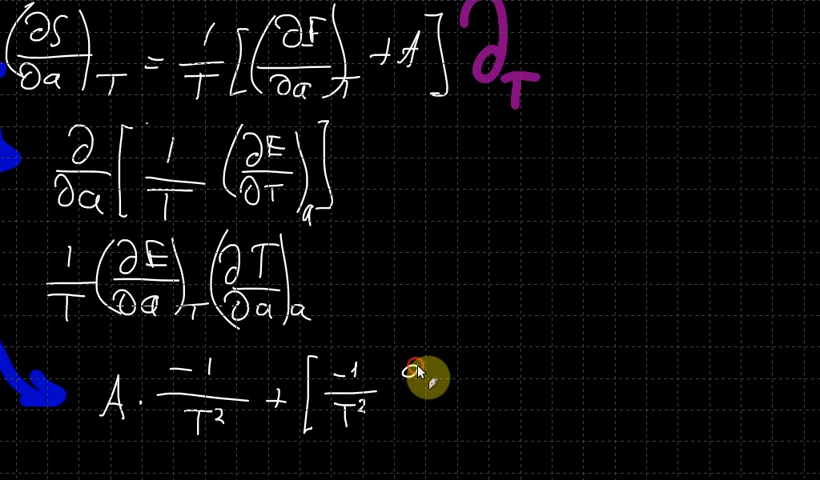 (∂S/∂a)_T = 1/T [(∂E/∂a)_T + A] ∂_T
∂/∂a [1/T (∂E/∂T)_a]
1/T (∂E/∂a)_T (∂T/∂a)_a
A · -1/T² + [-1/T²